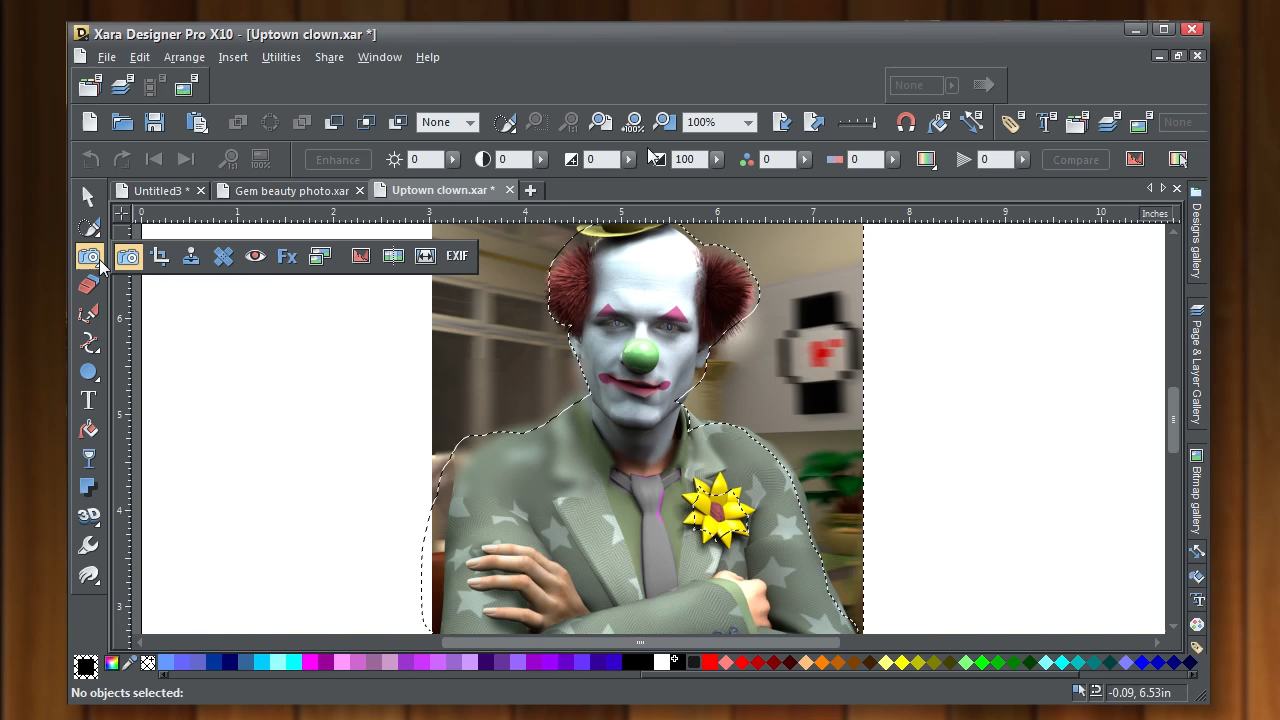 Xara Designer Pro X10 - [Uptown clown.xar *]
File Edit Arrange Insert Utilities Share Window Help
None
None 100% None
Enhance 0 0 0 100 0 0 0 Compare
Untitled3 * Gem beauty photo.xar Uptown clown.xar *
0 1 2 3 4 5 6 7 8 9 10 Inches
Fx EXIF
6
5
4
3
T
3D
Designs gallery
Page & Layer Gallery
Bitmap gallery
No objects selected:
-0.09, 6.53in